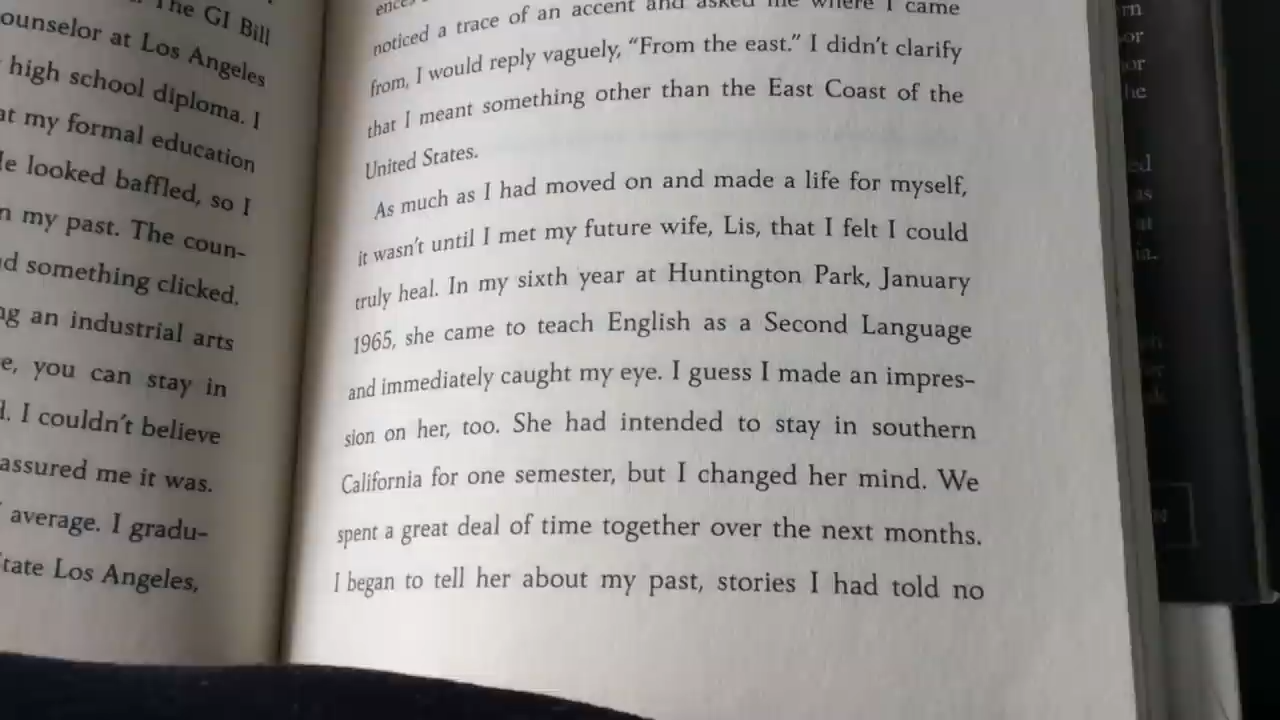 The GI Bill
ounselor at Los Angeles
high school diploma. I
at my formal education
He looked baffled, so I
n my past. The coun-
nd something clicked.
ng an industrial arts
e, you can stay in
d. I couldn't believe
assured me it was.
average. I gradu-
tate Los Angeles,
noticed a trace of an accent and asked me where I came
from, I would reply vaguely, “From the east.” I didn't clarify
that I meant something other than the East Coast of the
United States.
As much as I had moved on and made a life for myself,
it wasn't until I met my future wife, Lis, that I felt I could
truly heal. In my sixth year at Huntington Park, January
1965, she came to teach English as a Second Language
and immediately caught my eye. I guess I made an impres-
sion on her, too. She had intended to stay in southern
California for one semester, but I changed her mind. We
spent a great deal of time together over the next months.
I began to tell her about my past, stories I had told no